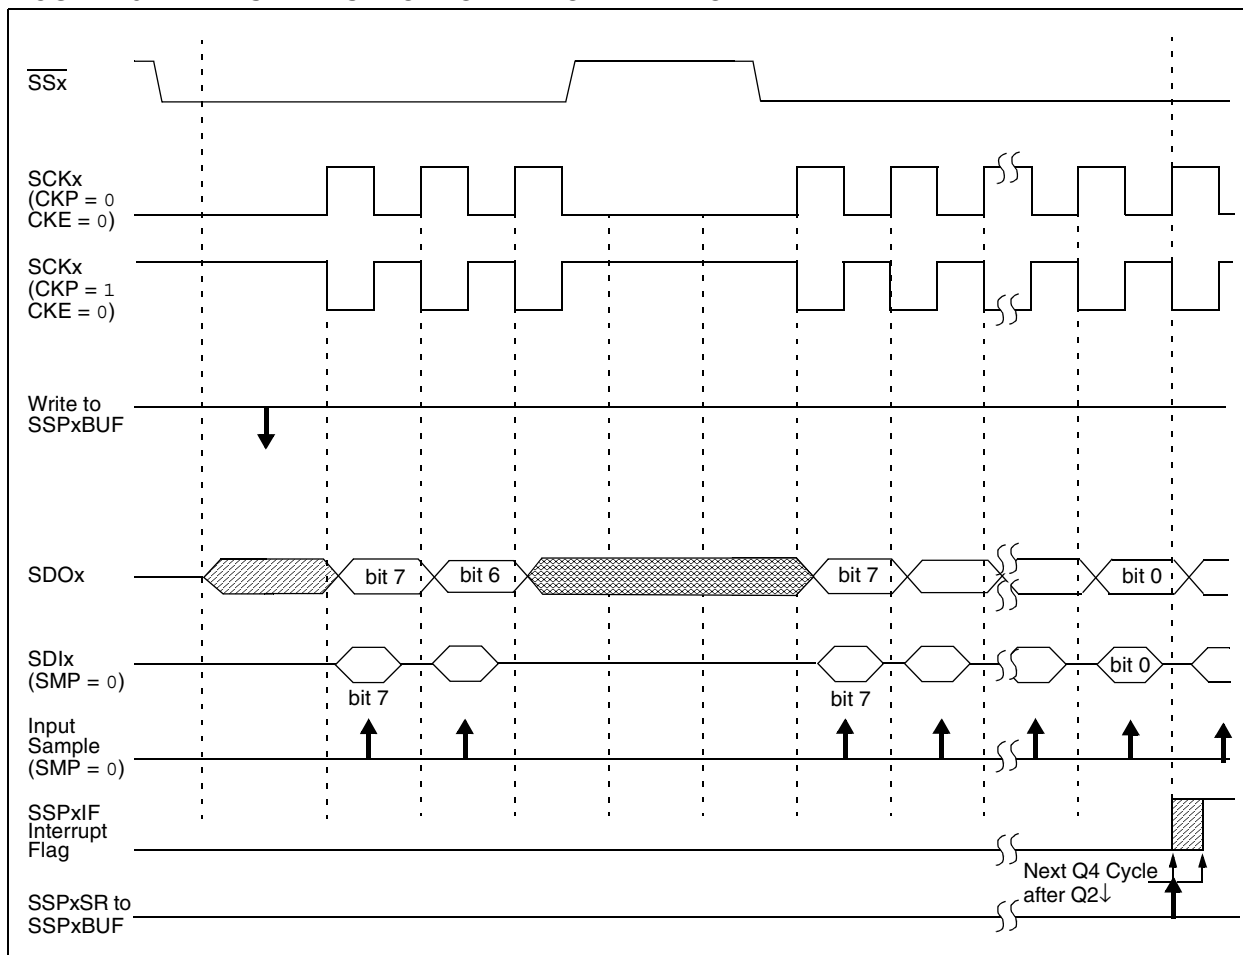 SSx
SCKx
(CKP = 0
CKE = 0)
SCKx
(CKP = 1
CKE = 0)
Write to
SSPxBUF
SDOx
bit 7
bit 6
bit 7
bit 0
SDIx
(SMP = 0)
bit 0
bit 7
bit 7
Input
Sample
(SMP = 0)
SSPxIF
Interrupt
Flag
Next Q4 Cycle
after Q2↓
SSPxSR to
SSPxBUF